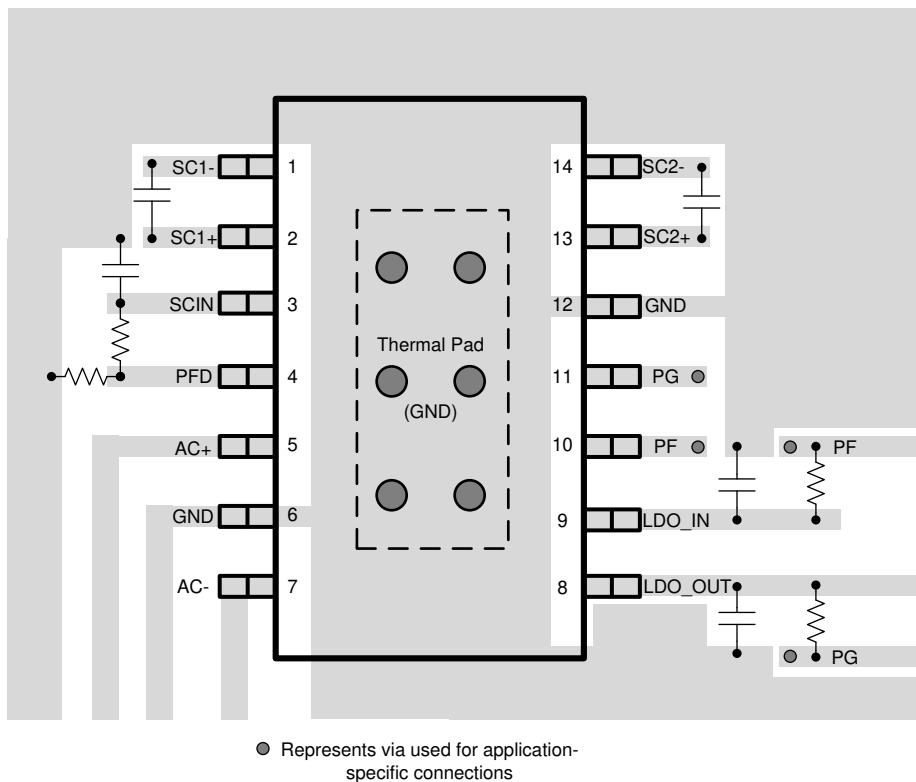 SC1-
1
14
SC2-
SC1+
2
13
SC2+
SCIN
3
12
GND
Thermal Pad
(GND)
PFD
4
11
PG
AC+
5
10
PF
PF
GND
6
9
LDO_IN
AC-
7
8
LDO_OUT
PG
Represents via used for application-
specific connections